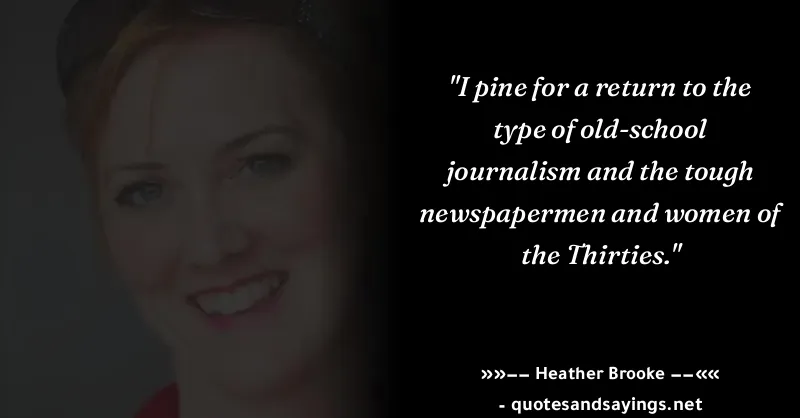 "I pine for a return to the
type of old-school
journalism and the tough
newspapermen and women of
the Thirties."
»»−− Heather Brooke −−««
- quotesandsayings.net